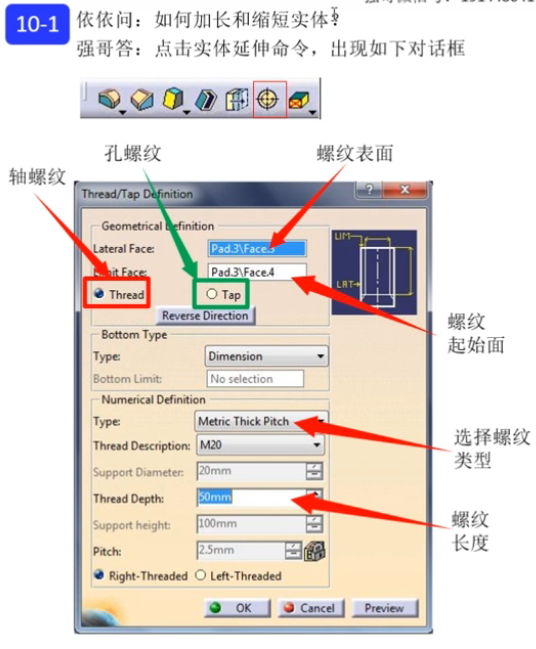 10-1
依依问：如何加长和缩短实体？
强哥答：点击实体延伸命令，出现如下对话框
孔螺纹
螺纹表面
轴螺纹
Thread/Tap Definition
Geometrical Definition
Lateral Face:
Pad.3\Face.3
LIM
Limit Face:
Pad.3\Face.4
LAT
Thread
Tap
Reverse Direction
螺纹
起始面
Bottom Type
Type:
Dimension
Bottom Limit:
No selection
Numerical Definition
Type:
Metric Thick Pitch
Thread Description:
M20
选择螺纹
类型
Support Diameter:
20mm
Thread Depth:
50mm
螺纹
长度
Support height:
100mm
Pitch:
2.5mm
Right-Threaded
Left-Threaded
OK
Cancel
Preview